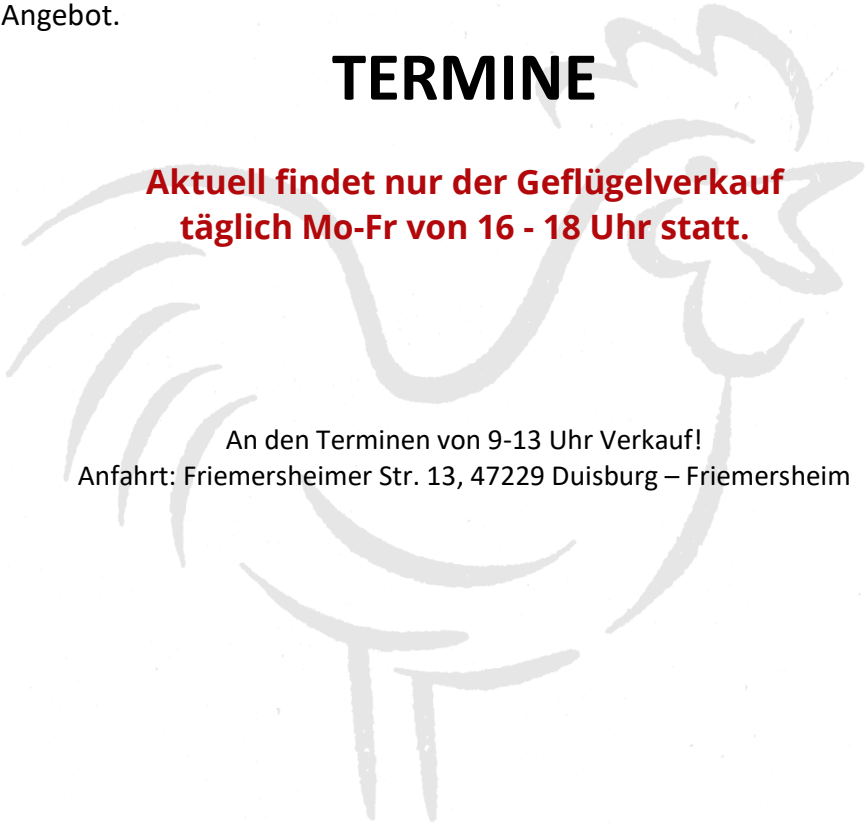 Angebot.
TERMINE
Aktuell findet nur der Geflügelverkauf
täglich Mo-Fr von 16 - 18 Uhr statt.
An den Terminen von 9-13 Uhr Verkauf!
Anfahrt: Friemersheimer Str. 13, 47229 Duisburg – Friemersheim